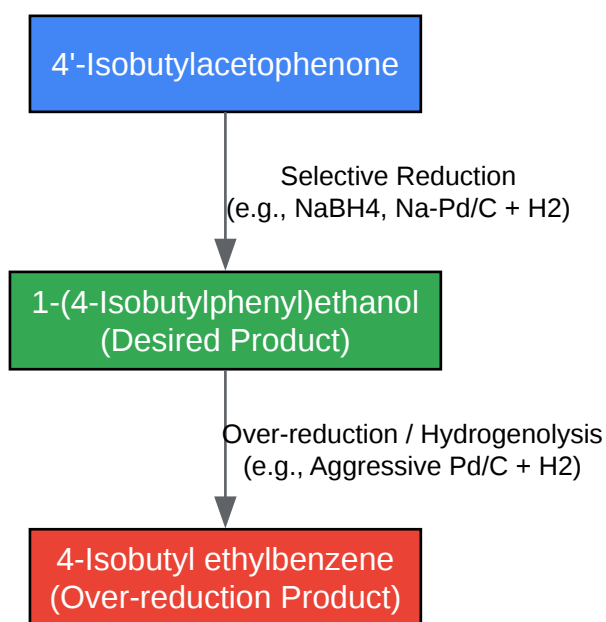 4'-Isobutylacetophenone
Selective Reduction
(e.g., NaBH4, Na-Pd/C + H2)
1-(4-Isobutylphenyl)ethanol
(Desired Product)
Over-reduction / Hydrogenolysis
(e.g., Aggressive Pd/C + H2)
4-Isobutyl ethylbenzene
(Over-reduction Product)